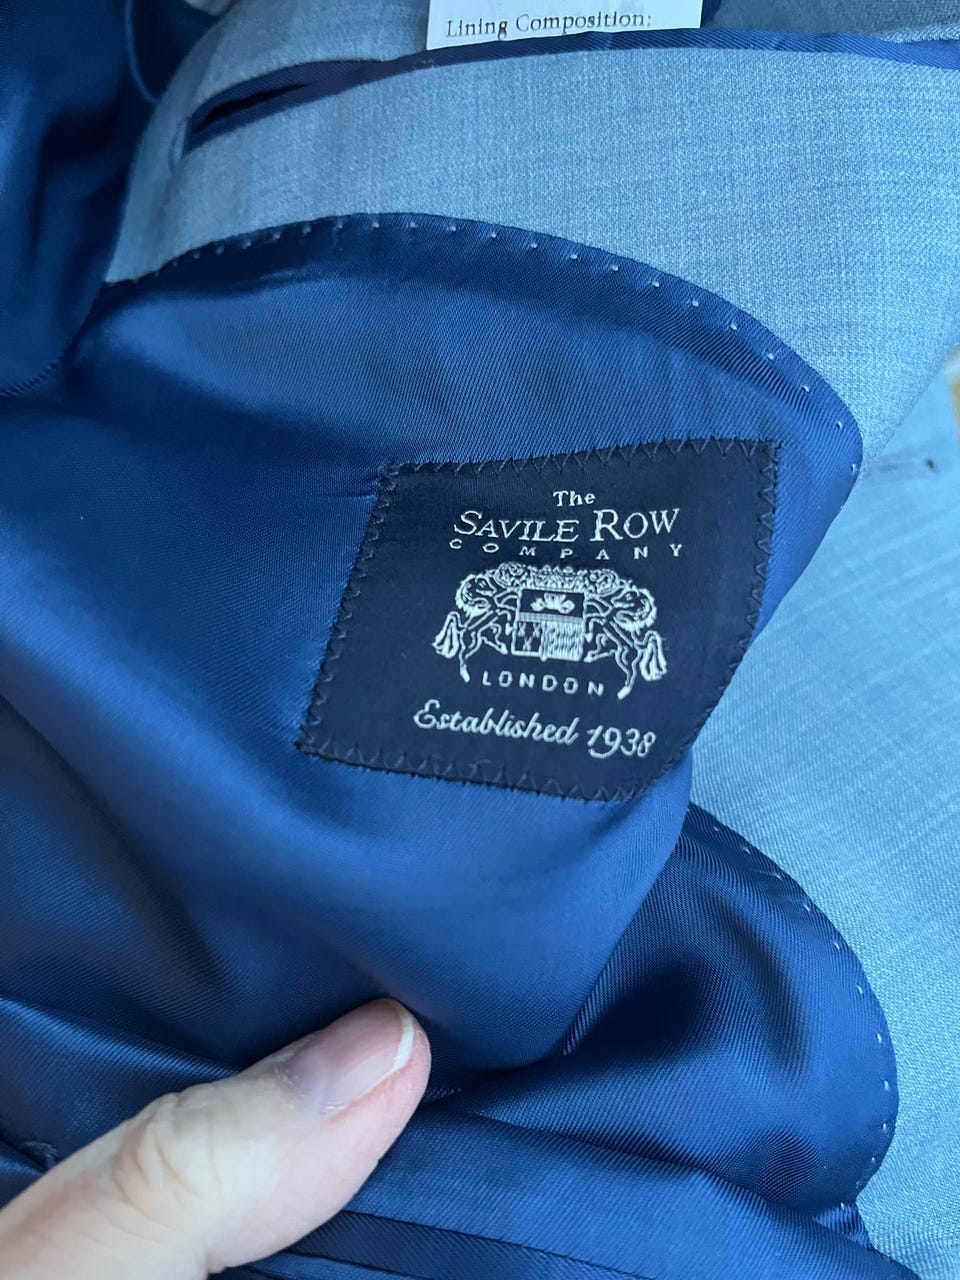 Lining Composition:
The
SAVILE ROW
COMPANY
LONDON
Established 1938